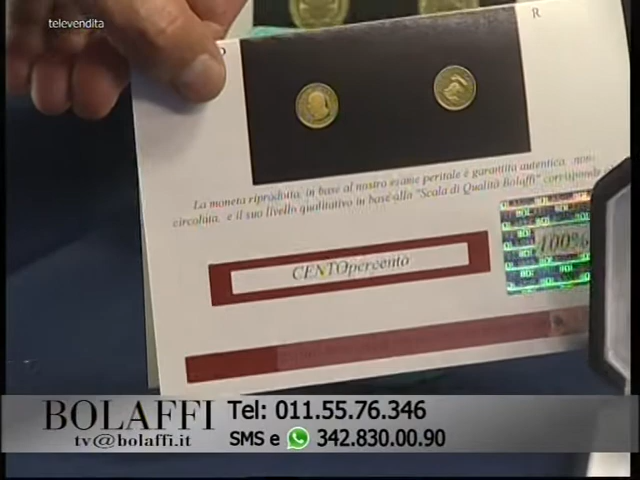 televendita
R
La moneta riprodotta, in base al nostro esame peritale è garantita autentica, non
circolata, e il suo livello qualitativo in base alla "Scala di Qualità Bolaffi" corrisponde
100%
CENTOpercento
BOLAFFI
tv@bolaffi.it
Tel: 011.55.76.346
SMS e 342.830.00.90